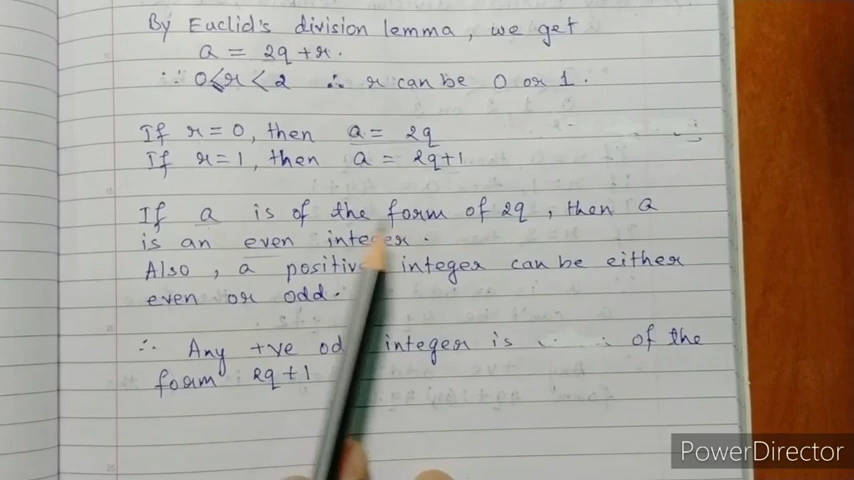 By Euclid's division lemma, we get
a = 2q + r.
∵ 0 ≤ r < 2 ∴ r can be 0 or 1.
If r = 0, then a = 2q
If r = 1, then a = 2q+1
If a is of the form of 2q, then a
is an even integer.
Also, a positive integer can be either
even or odd.
∴ Any +ve odd integer is of the
form 2q+1
PowerDirector